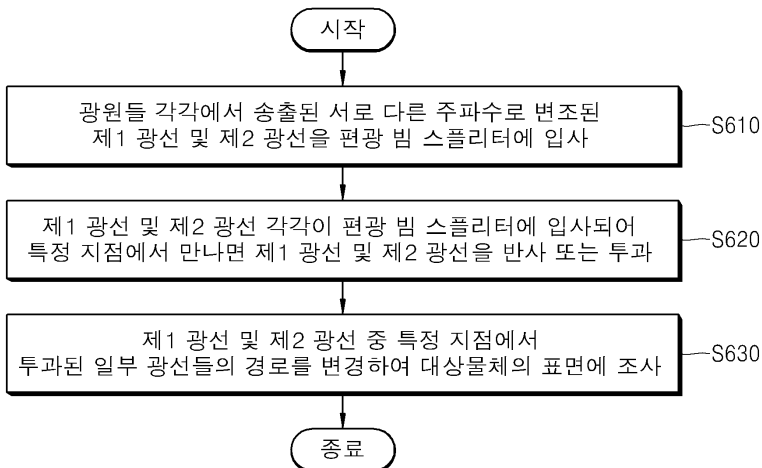 시작
광원들 각각에서 송출된 서로 다른 주파수로 변조된
제1 광선 및 제2 광선을 편광 빔 스플리터에 입사
S610
제1 광선 및 제2 광선 각각이 편광 빔 스플리터에 입사되어
특정 지점에서 만나면 제1 광선 및 제2 광선을 반사 또는 투과
S620
제1 광선 및 제2 광선 중 특정 지점에서
투과된 일부 광선들의 경로를 변경하여 대상물체의 표면에 조사
S630
종료